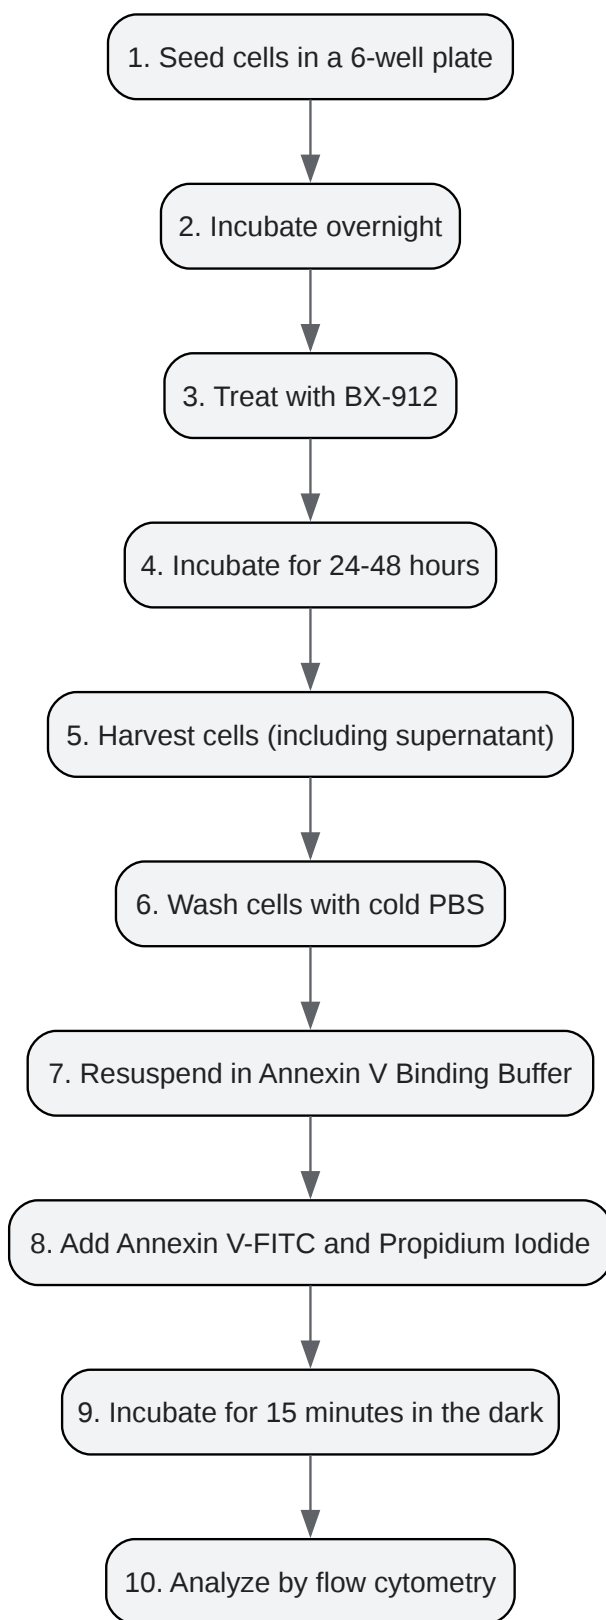 1. Seed cells in a 6-well plate
2. Incubate overnight
3. Treat with BX-912
4. Incubate for 24-48 hours
5. Harvest cells (including supernatant)
6. Wash cells with cold PBS
7. Resuspend in Annexin V Binding Buffer
8. Add Annexin V-FITC and Propidium Iodide
9. Incubate for 15 minutes in the dark
10. Analyze by flow cytometry